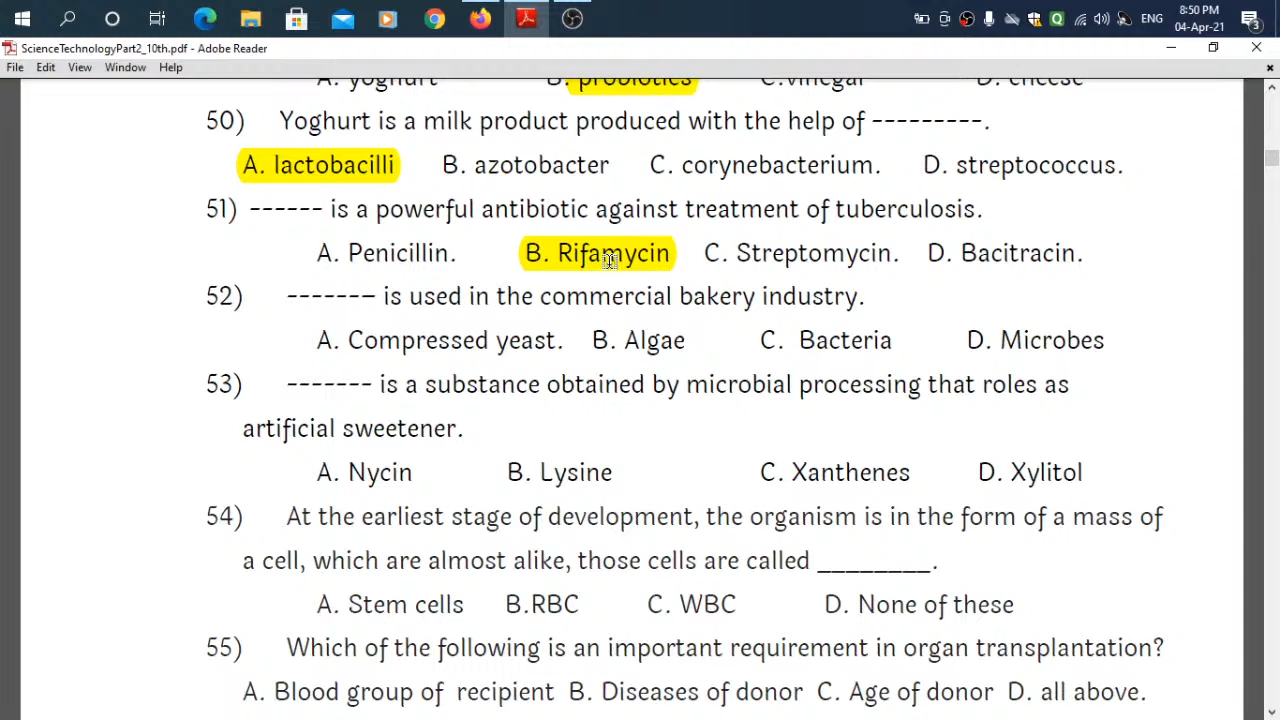 8:50 PM
ENG
04-Apr-21
3
ScienceTechnologyPart2_10th.pdf - Adobe Reader
File Edit View Window Help
A. yoghurt B. probiotics C.vinegar D. cheese
50) Yoghurt is a milk product produced with the help of ---------.
A. lactobacilli B. azotobacter C. corynebacterium. D. streptococcus.
51) ------ is a powerful antibiotic against treatment of tuberculosis.
A. Penicillin. B. Rifamycin C. Streptomycin. D. Bacitracin.
52) ------- is used in the commercial bakery industry.
A. Compressed yeast. B. Algae C. Bacteria D. Microbes
53) ------- is a substance obtained by microbial processing that roles as
artificial sweetener.
A. Nycin B. Lysine C. Xanthenes D. Xylitol
54) At the earliest stage of development, the organism is in the form of a mass of
a cell, which are almost alike, those cells are called ________.
A. Stem cells B.RBC C. WBC D. None of these
55) Which of the following is an important requirement in organ transplantation?
A. Blood group of recipient B. Diseases of donor C. Age of donor D. all above.